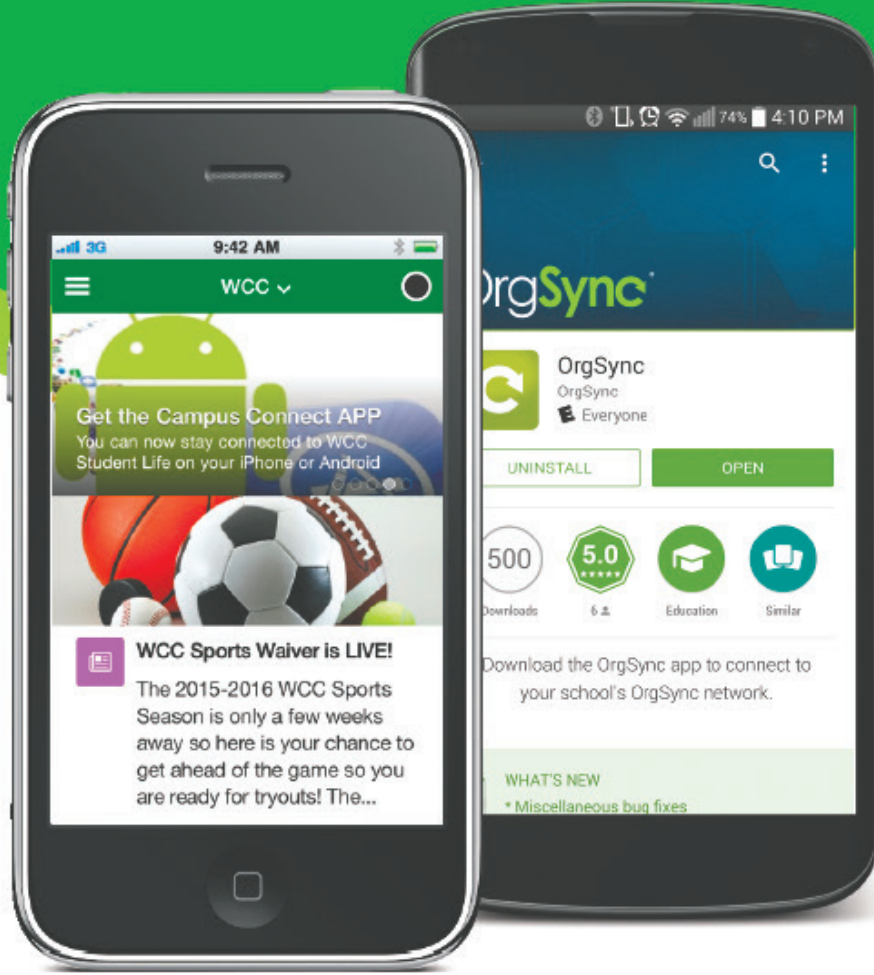 3G 9:42 AM
WCC
Get the Campus Connect APP
You can now stay connected to WCC
Student Life on your iPhone or Android
WCC Sports Waiver is LIVE!
The 2015-2016 WCC Sports
Season is only a few weeks
away so here is your chance to
get ahead of the game so you
are ready for tryouts! The...
74% 4:10 PM
OrgSync
OrgSync
OrgSync
E Everyone
UNINSTALL OPEN
500 5.0
Downloads 6 Education Similar
Download the OrgSync app to connect to
your school's OrgSync network.
WHAT'S NEW
* Miscellaneous bug fixes